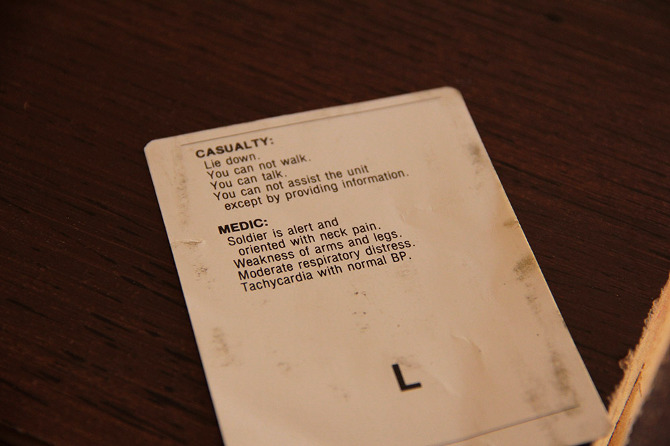 CASUALTY:
Lie down.
You can not walk.
You can talk.
You can not assist the unit
except by providing information.
MEDIC:
Soldier is alert and
oriented with neck pain.
Weakness of arms and legs.
Moderate respiratory distress.
Tachycardia with normal BP.
L